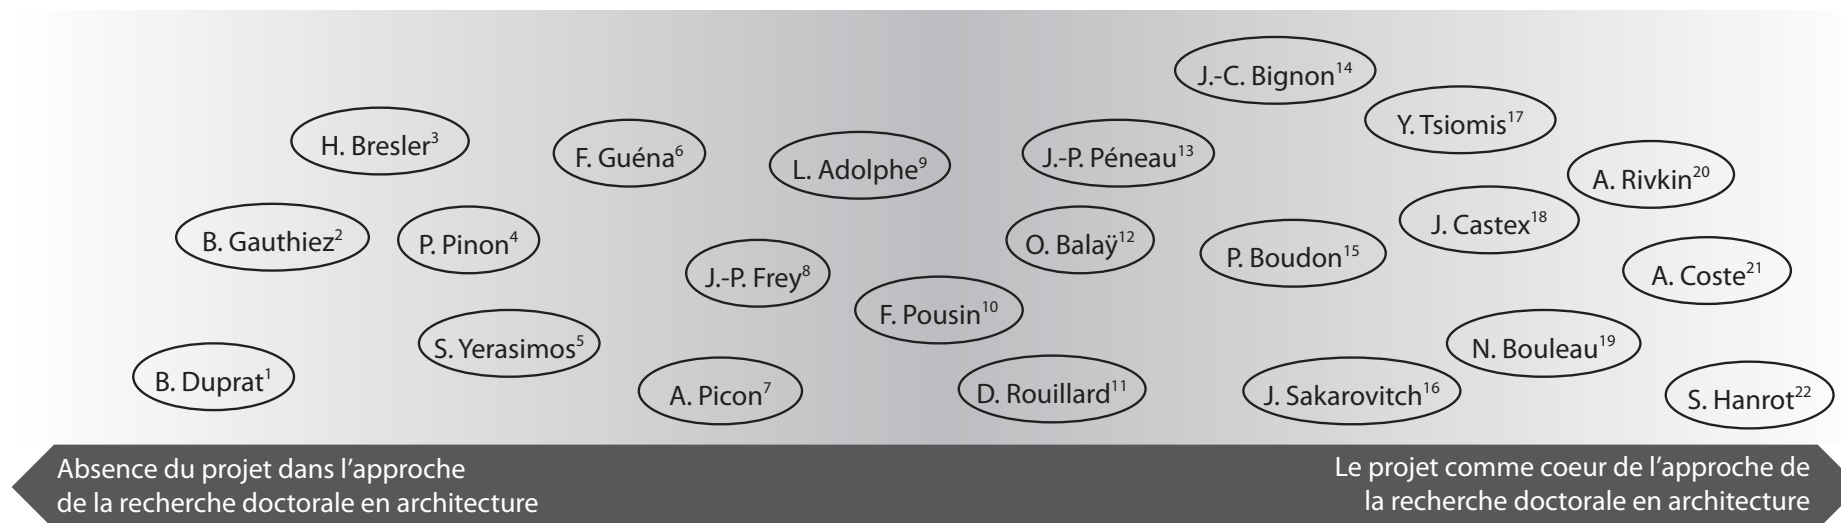 J.-C. Bignon14
Y. Tsiomis17
H. Bresler3
F. Guéna6
L. Adolphe9
J.-P. Péneau13
A. Rivkin20
B. Gauthiez2
P. Pinon4
J.-P. Frey8
O. Balaÿ12
P. Boudon15
J. Castex18
A. Coste21
F. Pousin10
B. Duprat1
S. Yerasimos5
A. Picon7
D. Rouillard11
J. Sakarovitch16
N. Bouleau19
S. Hanrot22
Absence du projet dans l’approche
de la recherche doctorale en architecture
Le projet comme coeur de l’approche de
la recherche doctorale en architecture